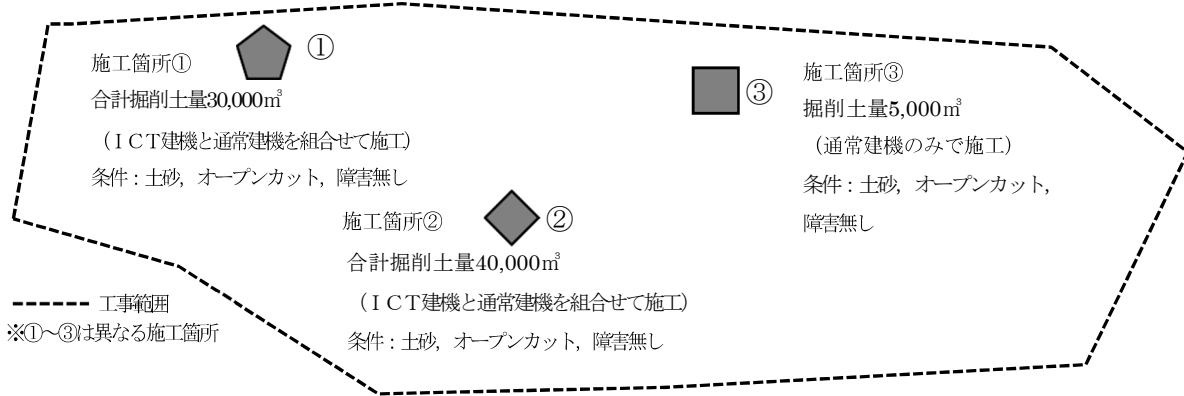 施工箇所①
①
合計掘削土量30,000㎥
（ＩＣＴ建機と通常建機を組合せて施工）
条件：土砂，オープンカット，障害無し
施工箇所②
②
合計掘削土量40,000㎥
（ＩＣＴ建機と通常建機を組合せて施工）
条件：土砂，オープンカット，障害無し
③
施工箇所③
掘削土量5,000㎥
（通常建機のみで施工）
条件：土砂，オープンカット，
障害無し
工事範囲
※①～③は異なる施工箇所